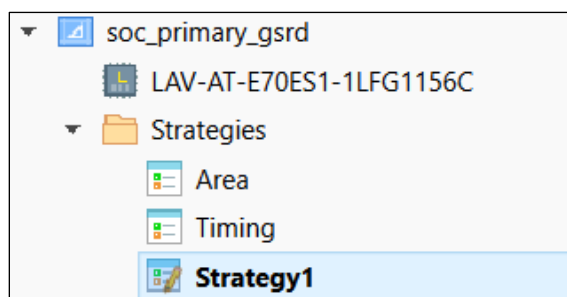 soc_primary_gsrd
LAV-AT-E70ES1-1LFG1156C
Strategies
Area
Timing
Strategy1